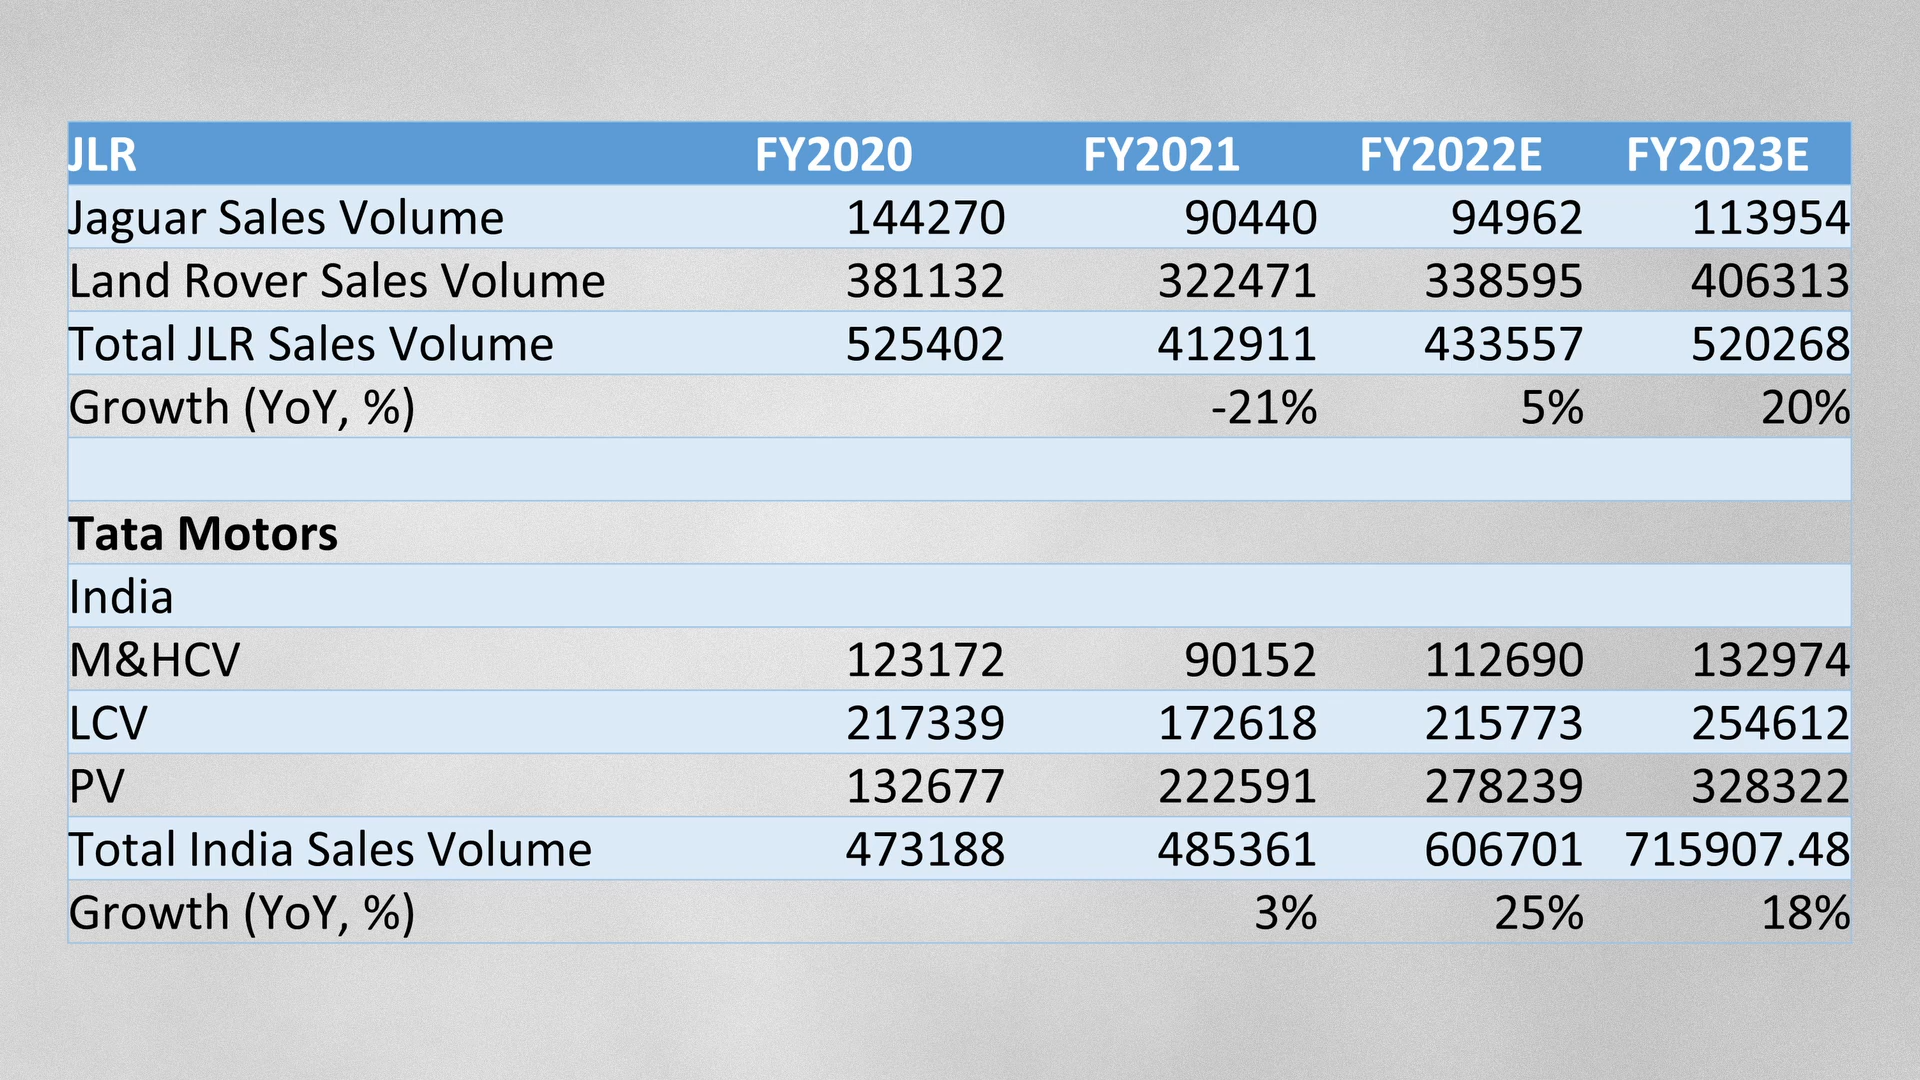 JLR FY2020 FY2021 FY2022E FY2023E
Jaguar Sales Volume 144270 90440 94962 113954
Land Rover Sales Volume 381132 322471 338595 406313
Total JLR Sales Volume 525402 412911 433557 520268
Growth (YoY, %) -21% 5% 20%
Tata Motors
India
M&HCV 123172 90152 112690 132974
LCV 217339 172618 215773 254612
PV 132677 222591 278239 328322
Total India Sales Volume 473188 485361 606701 715907.48
Growth (YoY, %) 3% 25% 18%